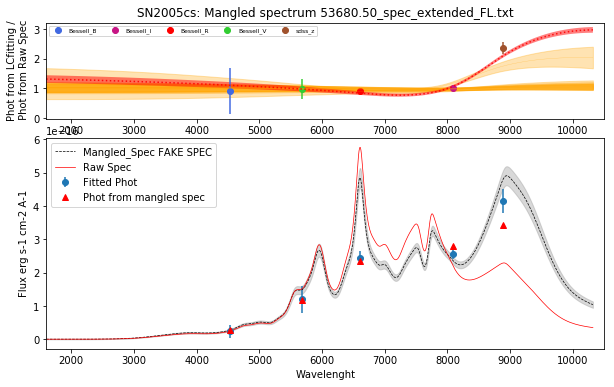 SN2005cs: Mangled spectrum 53680.50_spec_extended_FL.txt
Phot from LCfitting /
Phot from Raw Spec
Bessell_B
Bessell_I
Bessell_R
Bessell_V
sdss_z
3
2
1
0
2000 3000 4000 5000 6000 7000 8000 9000 10000
1e−16
Flux erg s-1 cm-2 A-1
Mangled_Spec FAKE SPEC
Raw Spec
Fitted Phot
Phot from mangled spec
6
5
4
3
2
1
0
2000 3000 4000 5000 6000 7000 8000 9000 10000
Wavelenght